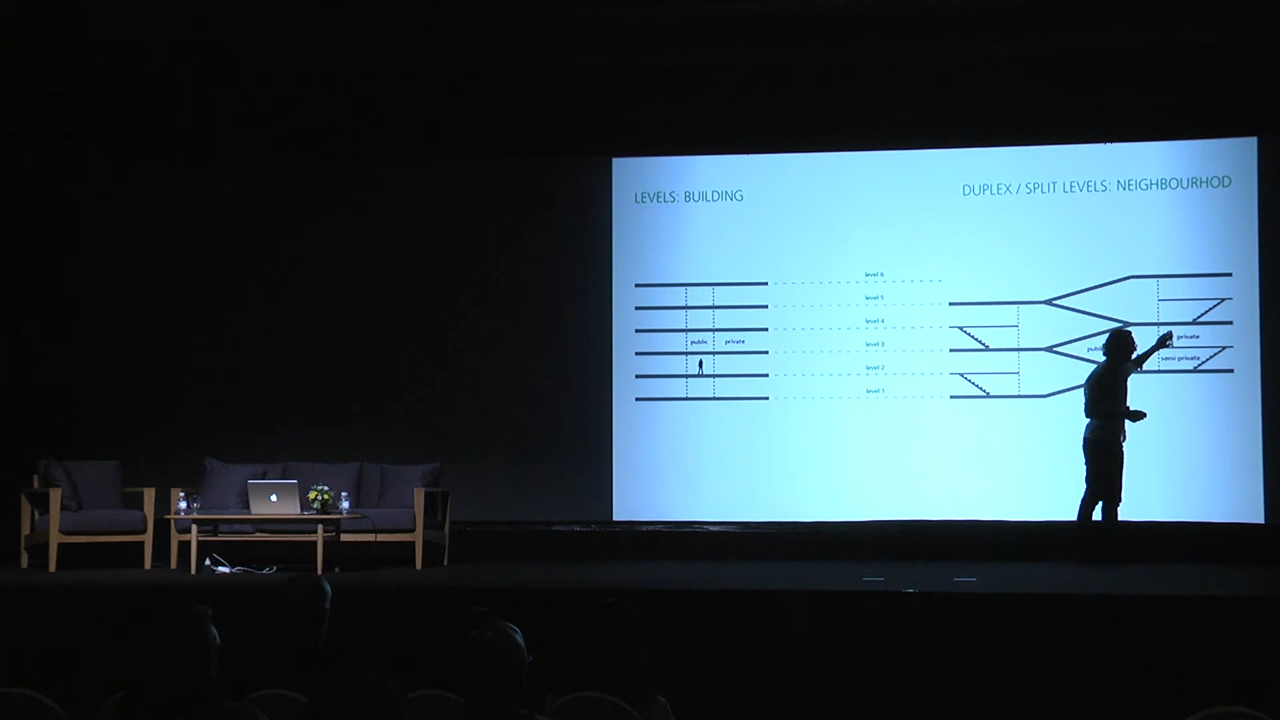 LEVELS: BUILDING
DUPLEX / SPLIT LEVELS: NEIGHBOURHOD
level 6
level 5
level 4
public private
level 3
level 2
level 1
private
semi-private